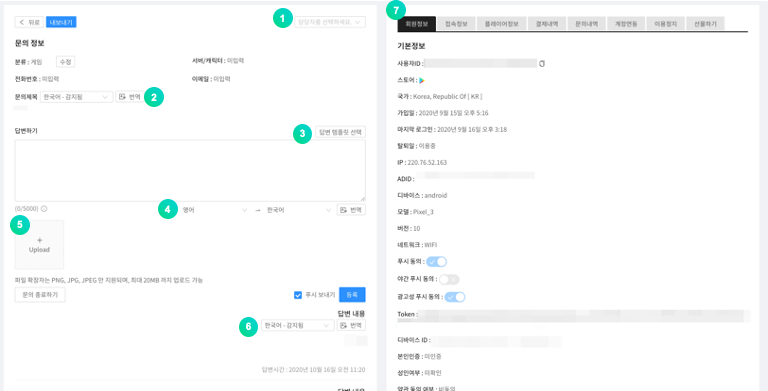 뒤로
내보내기
1
담당자를 선택하세요.
문의 정보
분류 : 게임
수정
서버/캐릭터 : 미입력
전화번호 : 미입력
이메일 : 미입력
문의제목
한국어 - 감지됨
번역
2
답변하기
3
답변 템플릿 선택
(0/5000)
4
영어
→
한국어
번역
5
+
Upload
파일 확장자는 PNG, JPG, JPEG 만 지원되며, 최대 20MB 까지 업로드 가능
문의 종료하기
푸시 보내기
등록
답변 내용
6
한국어 - 감지됨
번역
답변시간 : 2020년 10월 16일 오전 11:20
답변 내용
7
회원정보
접속정보
플레이어정보
결제내역
문의내역
계정연동
이용정지
선물하기
기본정보
사용자ID :
스토어 :
국가 : Korea, Republic Of [ KR ]
가입일 : 2020년 9월 15일 오후 5:16
마지막 로그인 : 2020년 9월 16일 오후 3:18
탈퇴일 : 이용중
IP : 220.76.52.163
ADID :
디바이스 : android
모델 : Pixel_3
버전 : 10
네트워크 : WIFI
푸시 동의 :
야간 푸시 동의 :
광고성 푸시 동의 :
Token :
디바이스 ID :
본인인증 : 미인증
성인여부 : 미확인
약관 동의 여부 : 비동의